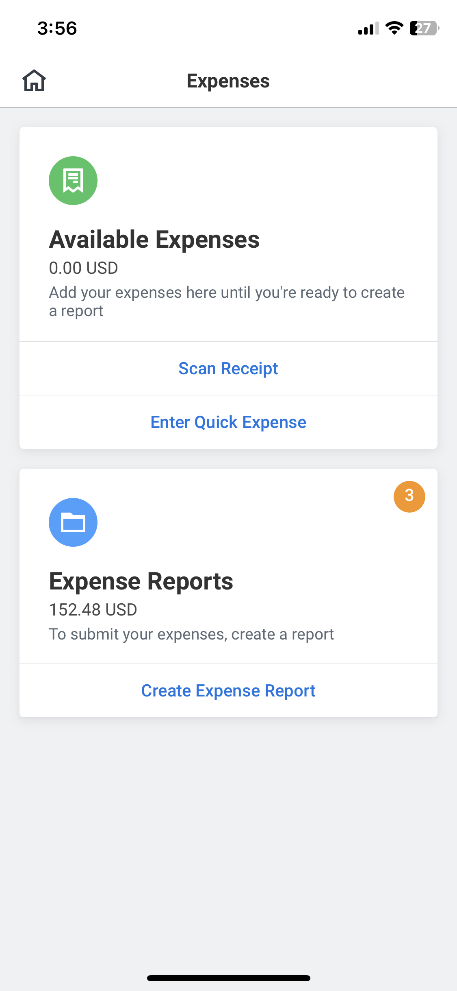 3:56
27
Expenses
Available Expenses
0.00 USD
Add your expenses here until you're ready to create
a report
Scan Receipt
Enter Quick Expense
3
Expense Reports
152.48 USD
To submit your expenses, create a report
Create Expense Report